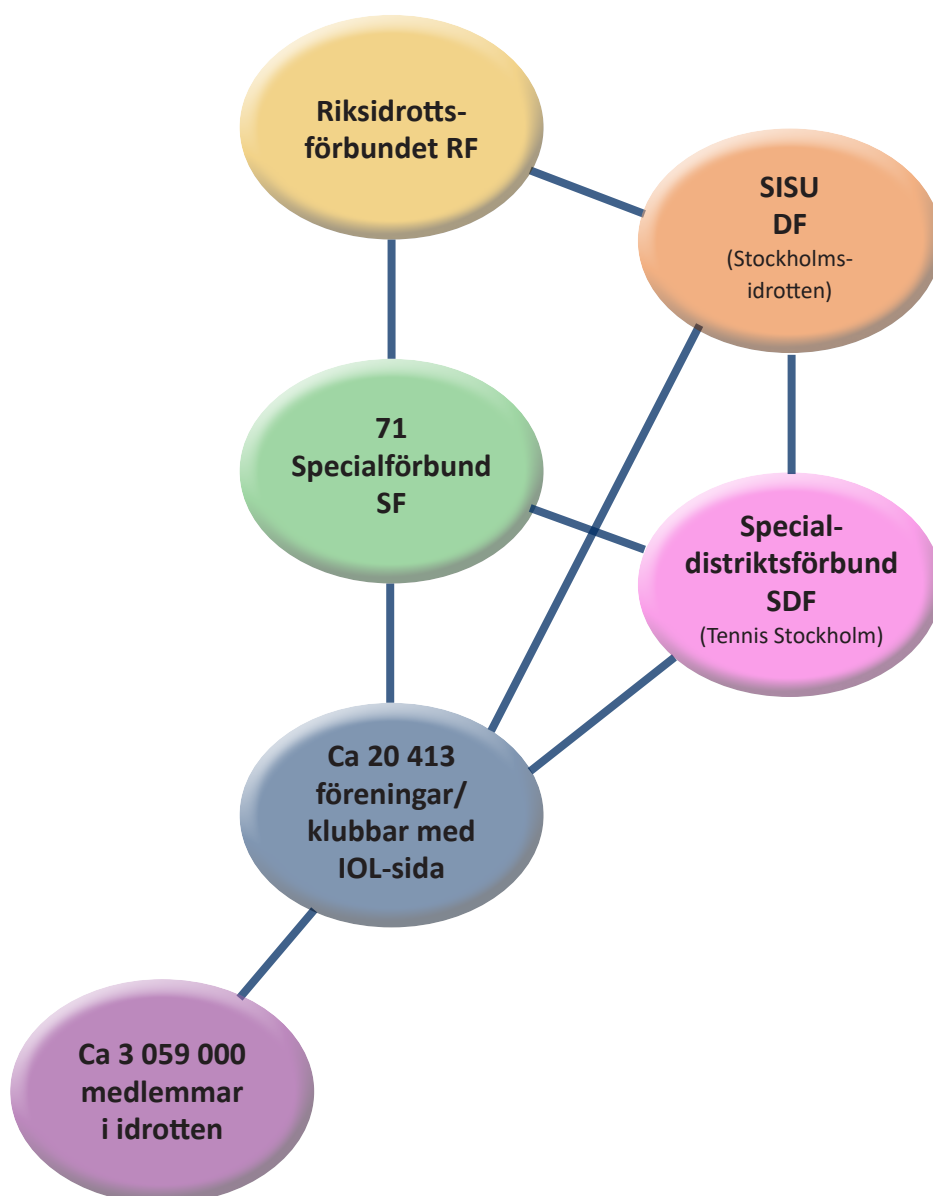 Riksidrotts-
förbundet RF
SISU
DF
(Stockholms-
idrotten)
71
Specialförbund
SF
Special-
distriktsförbund
SDF
(Tennis Stockholm)
Ca 20 413
föreningar/
klubbar med
IOL-sida
Ca 3 059 000
medlemmar
i idrotten